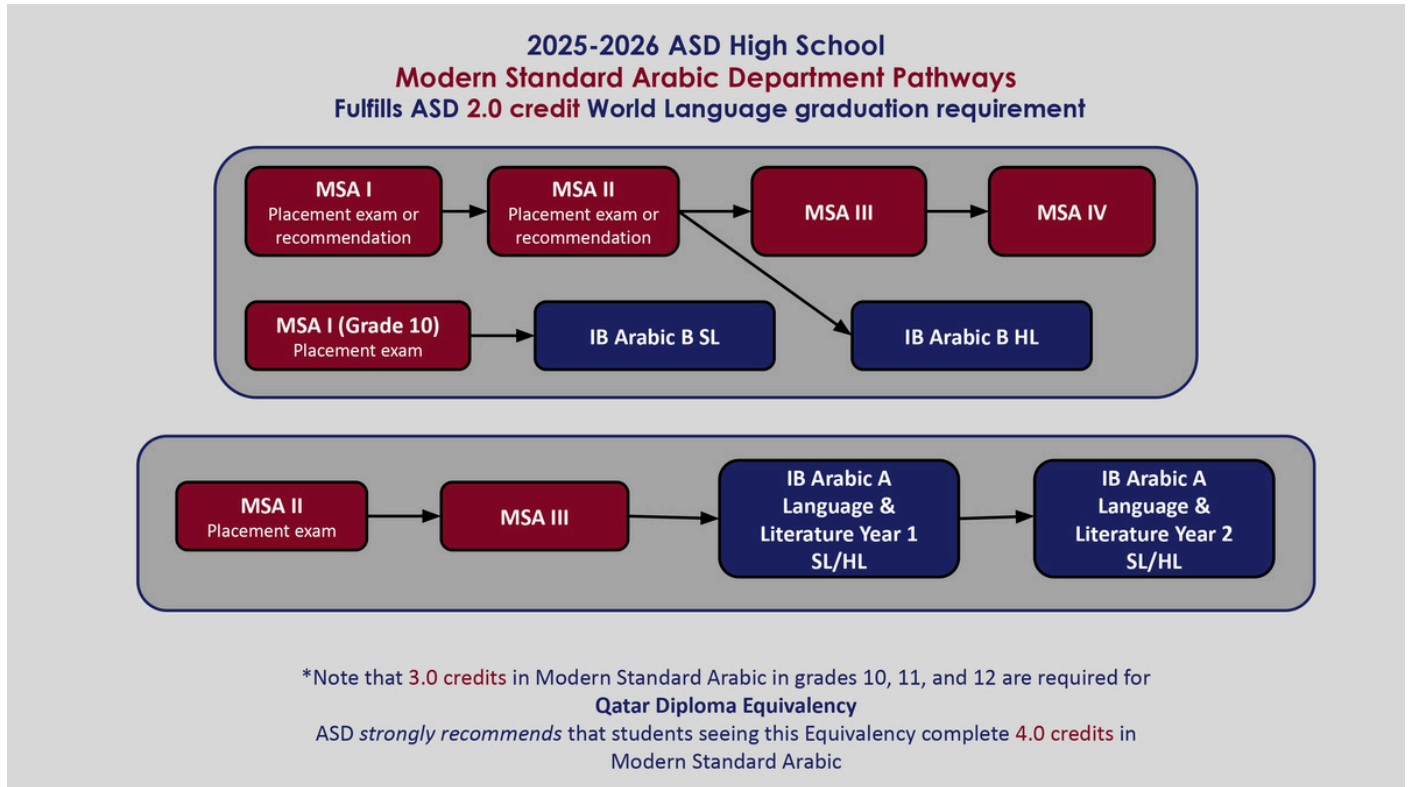 2025-2026 ASD High School
Modern Standard Arabic Department Pathways
Fulfills ASD 2.0 credit World Language graduation requirement
MSA I
Placement exam or
recommendation
MSA II
Placement exam or
recommendation
MSA III
MSA IV
MSA I (Grade 10)
Placement exam
IB Arabic B SL
IB Arabic B HL
MSA II
Placement exam
MSA III
IB Arabic A
Language &
Literature Year 1
SL/HL
IB Arabic A
Language &
Literature Year 2
SL/HL
*Note that 3.0 credits in Modern Standard Arabic in grades 10, 11, and 12 are required for
Qatar Diploma Equivalency
ASD strongly recommends that students seeing this Equivalency complete 4.0 credits in
Modern Standard Arabic